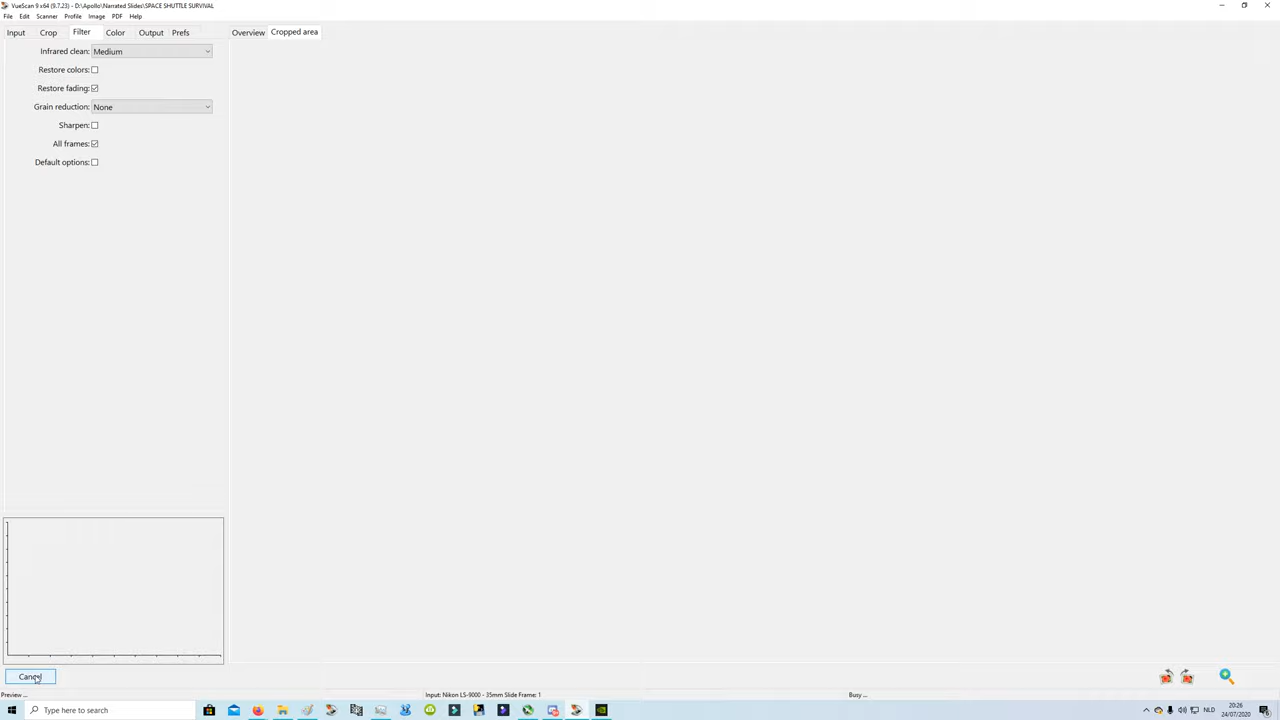 VueScan 9 x64 (9.7.23) - D:\Apollo\Narrated Slides\SPACE SHUTTLE SURVIVAL
File Edit Scanner Profile Image PDF Help
Input Crop Filter Color Output Prefs Overview Cropped area
Infrared clean: Medium
Restore colors:
Restore fading:
Grain reduction: None
Sharpen:
All frames:
Default options:
Cancel
Preview ... Input: Nikon LS-9000 - 35mm Slide Frame: 1 Busy ...
Type here to search NLD 20:26
24/07/2020